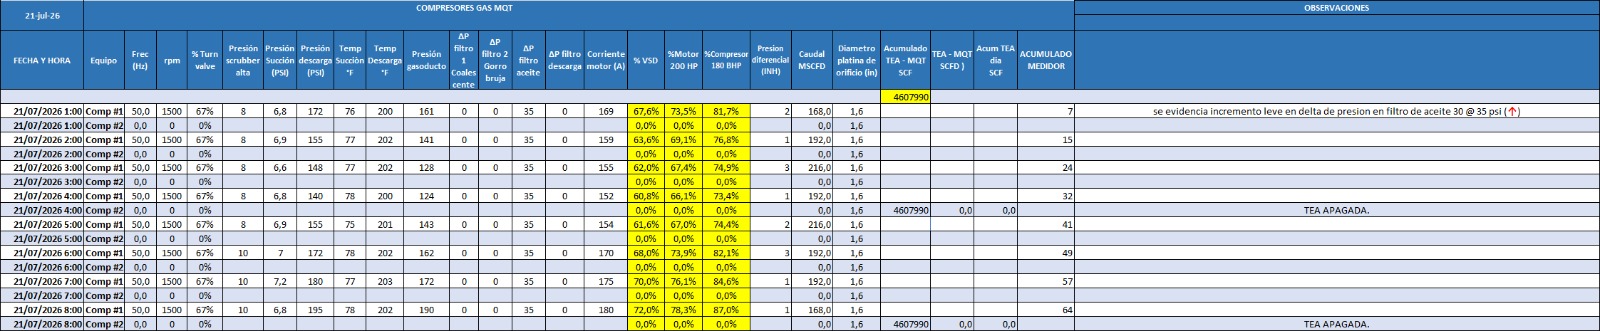 21-jul-26 COMPRESORES GAS MQT OBSERVACIONES
FECHA Y HORA Equipo Frec (Hz) rpm % Turn valve Presión scrubber alta Presión Succión (PSI) Presión descarga (PSI) Temp Succión °F Temp Descarga °F Presión gasoducto ΔP filtro 1 Coales cente ΔP filtro 2 Gorro bruja ΔP filtro aceite ΔP filtro descarga Corriente motor (A) % VSD %Motor 200 HP %Compresor 180 BHP Presion diferencial (INH) Caudal MSCFD Diametro platina de orificio (in) Acumulado TEA - MQT SCF TEA - MQT SCFD ) Acum TEA dia SCF ACUMULADO MEDIDOR
4607990
21/07/2026 1:00 Comp #1 50,0 1500 67% 8 6,8 172 76 200 161 0 0 35 0 169 67,6% 73,5% 81,7% 2 168,0 1,6 7 se evidencia incremento leve en delta de presion en filtro de aceite 30 @ 35 psi (↑)
21/07/2026 1:00 Comp #2 0,0 0 0% 0,0% 0,0% 0,0% 0,0 1,6
21/07/2026 2:00 Comp #1 50,0 1500 67% 8 6,9 155 77 202 141 0 0 35 0 159 63,6% 69,1% 76,8% 1 192,0 1,6 15
21/07/2026 2:00 Comp #2 0,0 0 0% 0,0% 0,0% 0,0% 0,0 1,6
21/07/2026 3:00 Comp #1 50,0 1500 67% 8 6,6 148 77 202 128 0 0 35 0 155 62,0% 67,4% 74,9% 3 216,0 1,6 24
21/07/2026 3:00 Comp #2 0,0 0 0% 0,0% 0,0% 0,0% 0,0 1,6
21/07/2026 4:00 Comp #1 50,0 1500 67% 8 6,8 140 78 200 124 0 0 35 0 152 60,8% 66,1% 73,4% 1 192,0 1,6 32
21/07/2026 4:00 Comp #2 0,0 0 0% 0,0% 0,0% 0,0% 0,0 1,6 4607990 0,0 0,0 TEA APAGADA.
21/07/2026 5:00 Comp #1 50,0 1500 67% 8 6,9 155 75 201 143 0 0 35 0 154 61,6% 67,0% 74,4% 2 216,0 1,6 41
21/07/2026 5:00 Comp #2 0,0 0 0% 0,0% 0,0% 0,0% 0,0 1,6
21/07/2026 6:00 Comp #1 50,0 1500 67% 10 7 172 78 202 162 0 0 35 0 170 68,0% 73,9% 82,1% 3 192,0 1,6 49
21/07/2026 6:00 Comp #2 0,0 0 0% 0,0% 0,0% 0,0% 0,0 1,6
21/07/2026 7:00 Comp #1 50,0 1500 67% 10 7,2 180 77 203 172 0 0 35 0 175 70,0% 76,1% 84,6% 1 192,0 1,6 57
21/07/2026 7:00 Comp #2 0,0 0 0% 0,0% 0,0% 0,0% 0,0 1,6
21/07/2026 8:00 Comp #1 50,0 1500 67% 10 6,8 195 78 202 190 0 0 35 0 180 72,0% 78,3% 87,0% 1 168,0 1,6 64
21/07/2026 8:00 Comp #2 0,0 0 0% 0,0% 0,0% 0,0% 0,0 1,6 4607990 0,0 0,0 TEA APAGADA.